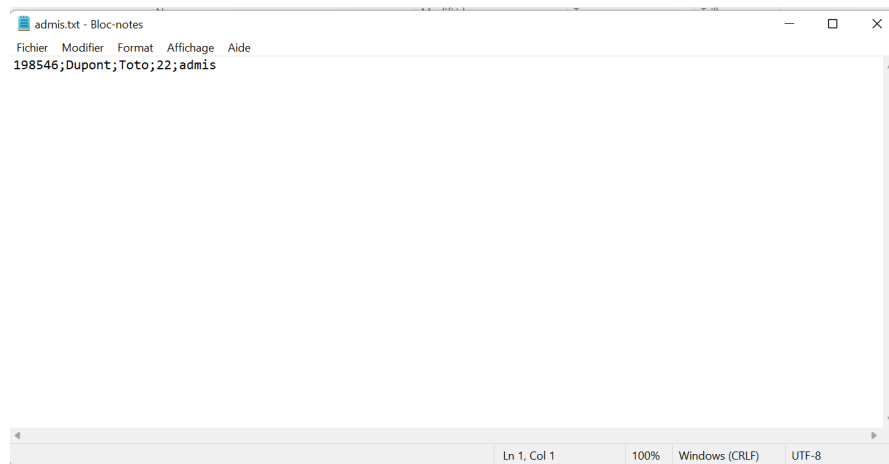 admis.txt - Bloc-notes
Fichier Modifier Format Affichage Aide
198546;Dupont;Toto;22;admis
Ln 1, Col 1 100% Windows (CRLF) UTF-8